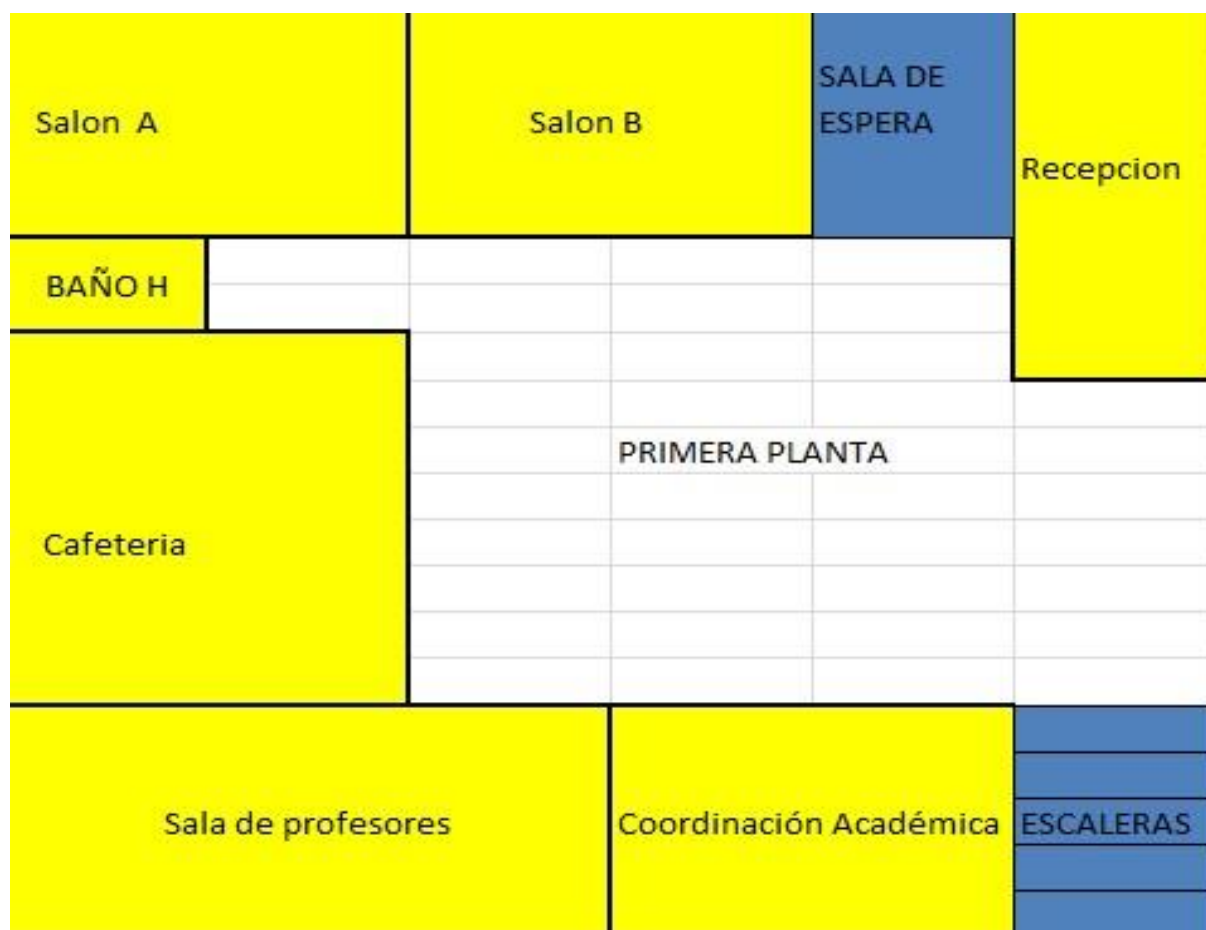 Salon  A
Salon B
SALA DE
ESPERA
Recepcion
BAÑO H
PRIMERA PLANTA
Cafeteria
Sala de profesores
Coordinación Académica
ESCALERAS